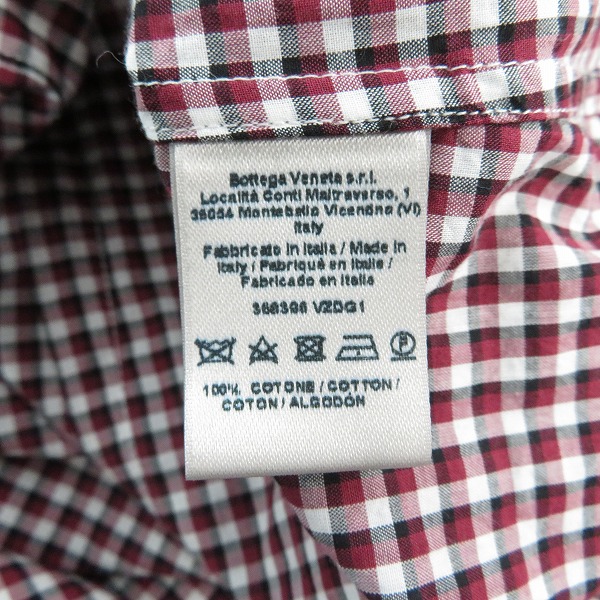 Bottega Veneta s.r.l.
Località Conti Maltraverso, 1
36054 Montebello Vicentino (VI)
Italy
Fabbricato in Italia / Made in
Italy / Fabriqué en Italie /
Fabricado en Italia
368396 VZDG1
100% COTONE / COTTON /
COTON / ALGODÓN